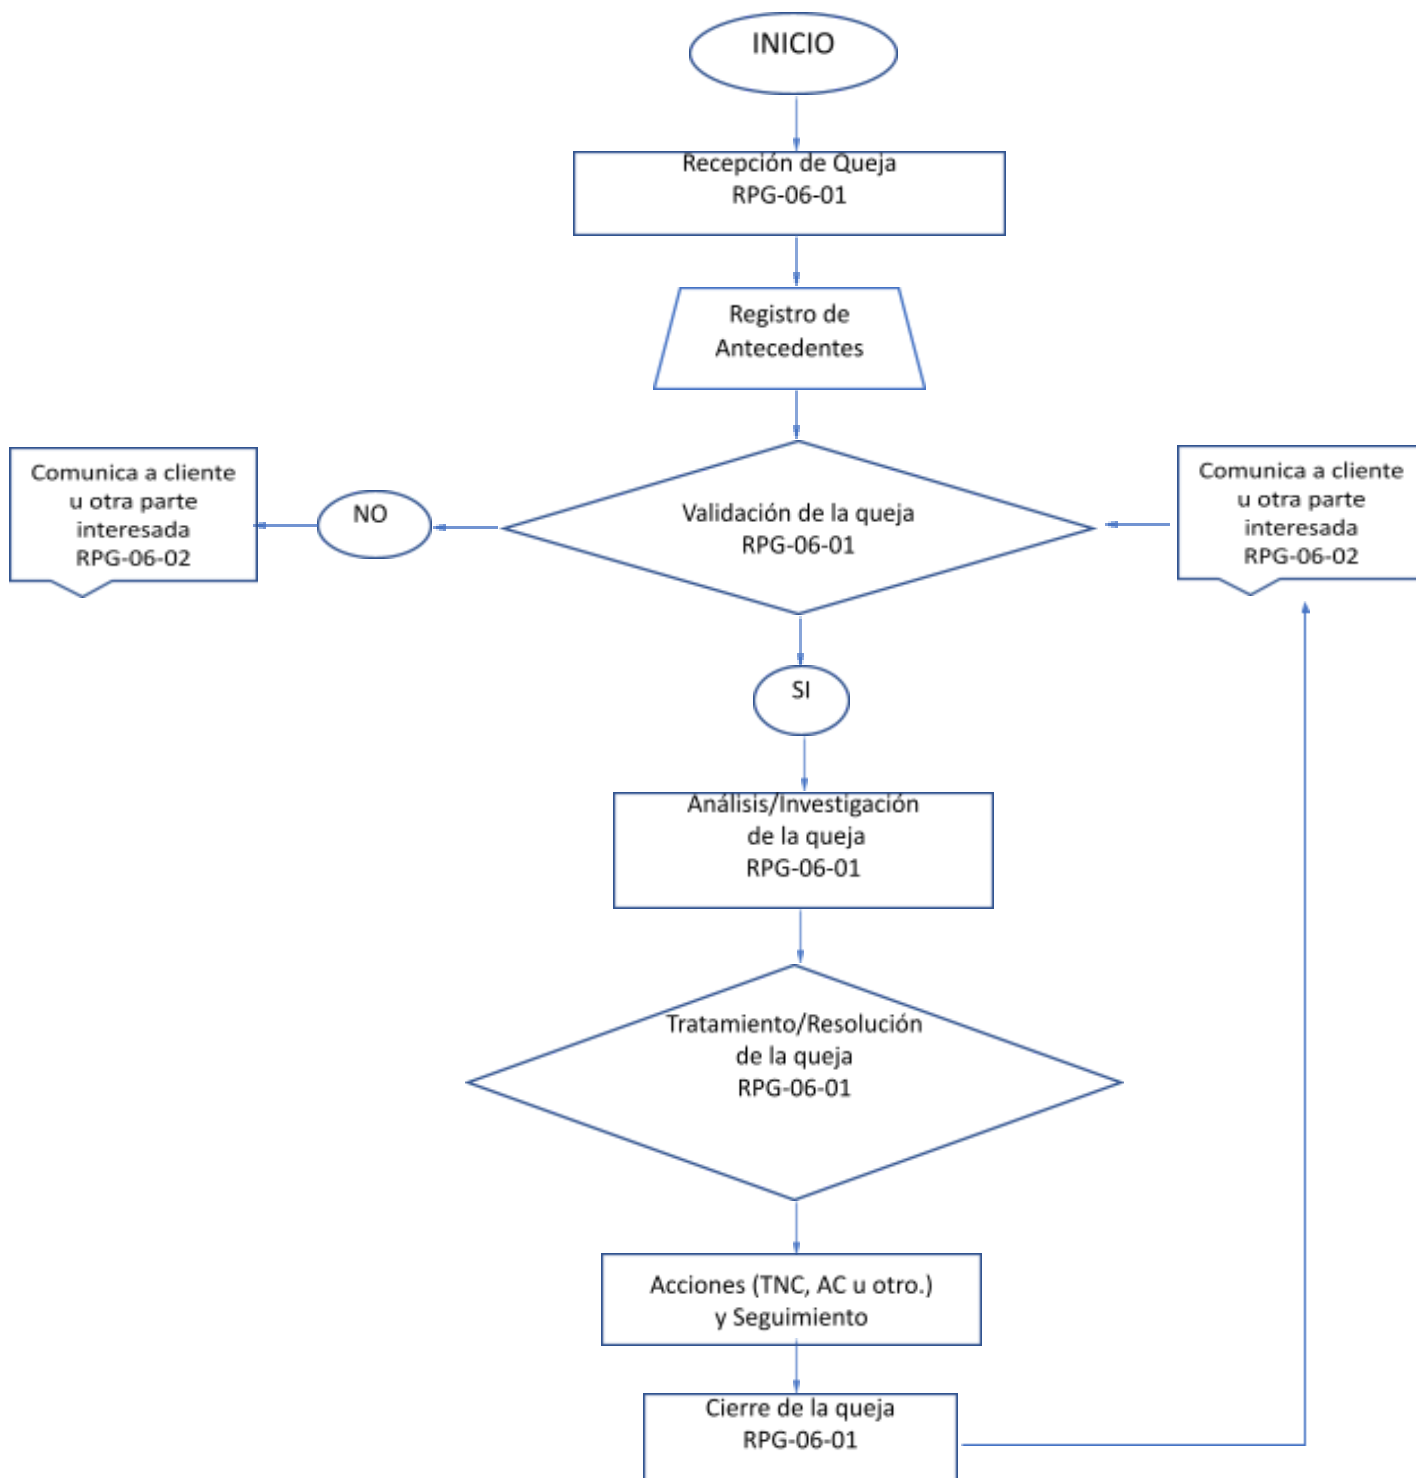 INICIO
Recepción de Queja
RPG-06-01
Registro de
Antecedentes
Comunica a cliente
u otra parte
interesada
RPG-06-02
NO
Validación de la queja
RPG-06-01
Comunica a cliente
u otra parte
interesada
RPG-06-02
SI
Análisis/Investigación
de la queja
RPG-06-01
Tratamiento/Resolución
de la queja
RPG-06-01
Acciones (TNC, AC u otro.)
y Seguimiento
Cierre de la queja
RPG-06-01